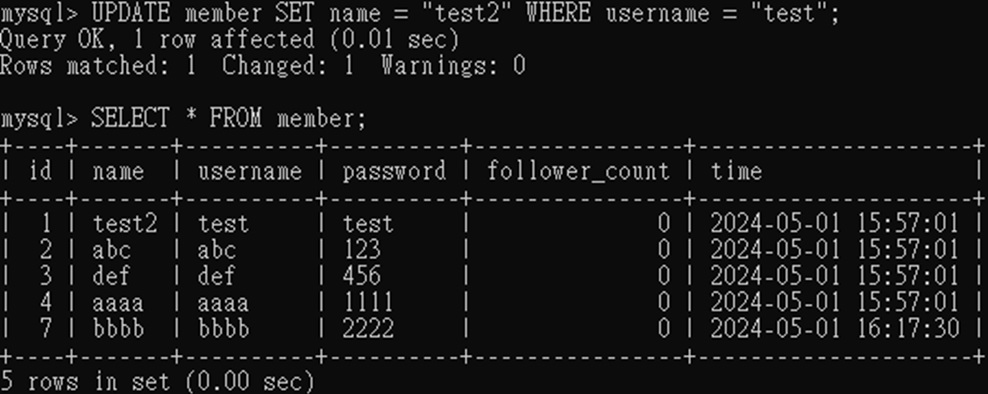 mysql> UPDATE member SET name = "test2" WHERE username = "test";
Query OK, 1 row affected (0.01 sec)
Rows matched: 1  Changed: 1  Warnings: 0
mysql> SELECT * FROM member;
+----+-------+----------+----------+----------------+---------------------+
| id | name  | username | password | follower_count | time                |
+----+-------+----------+----------+----------------+---------------------+
|  1 | test2 | test     | test     |              0 | 2024-05-01 15:57:01 |
|  2 | abc   | abc      | 123      |              0 | 2024-05-01 15:57:01 |
|  3 | def   | def      | 456      |              0 | 2024-05-01 15:57:01 |
|  4 | aaaa  | aaaa     | 1111     |              0 | 2024-05-01 15:57:01 |
|  7 | bbbb  | bbbb     | 2222     |              0 | 2024-05-01 16:17:30 |
+----+-------+----------+----------+----------------+---------------------+
5 rows in set (0.00 sec)